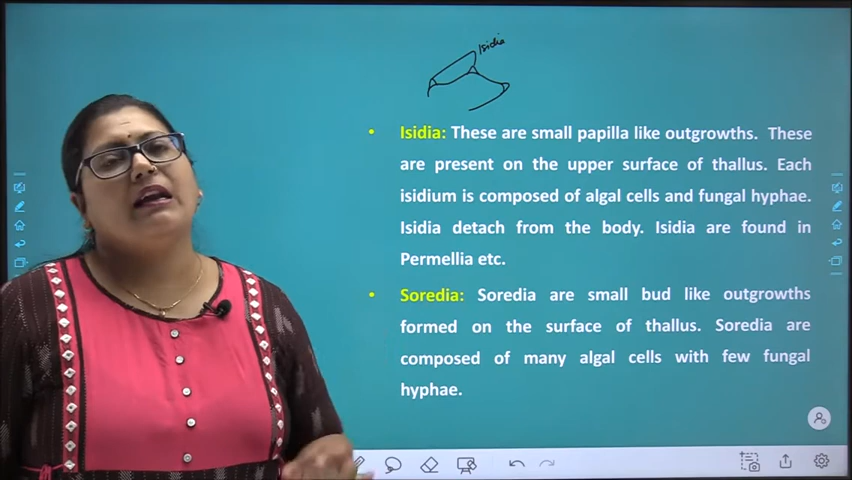 Isidia
• Isidia: These are small papilla like outgrowths. These
are present on the upper surface of thallus. Each
isidium is composed of algal cells and fungal hyphae.
Isidia detach from the body. Isidia are found in
Permellia etc.
• Soredia: Soredia are small bud like outgrowths
formed on the surface of thallus. Soredia are
composed of many algal cells with few fungal
hyphae.